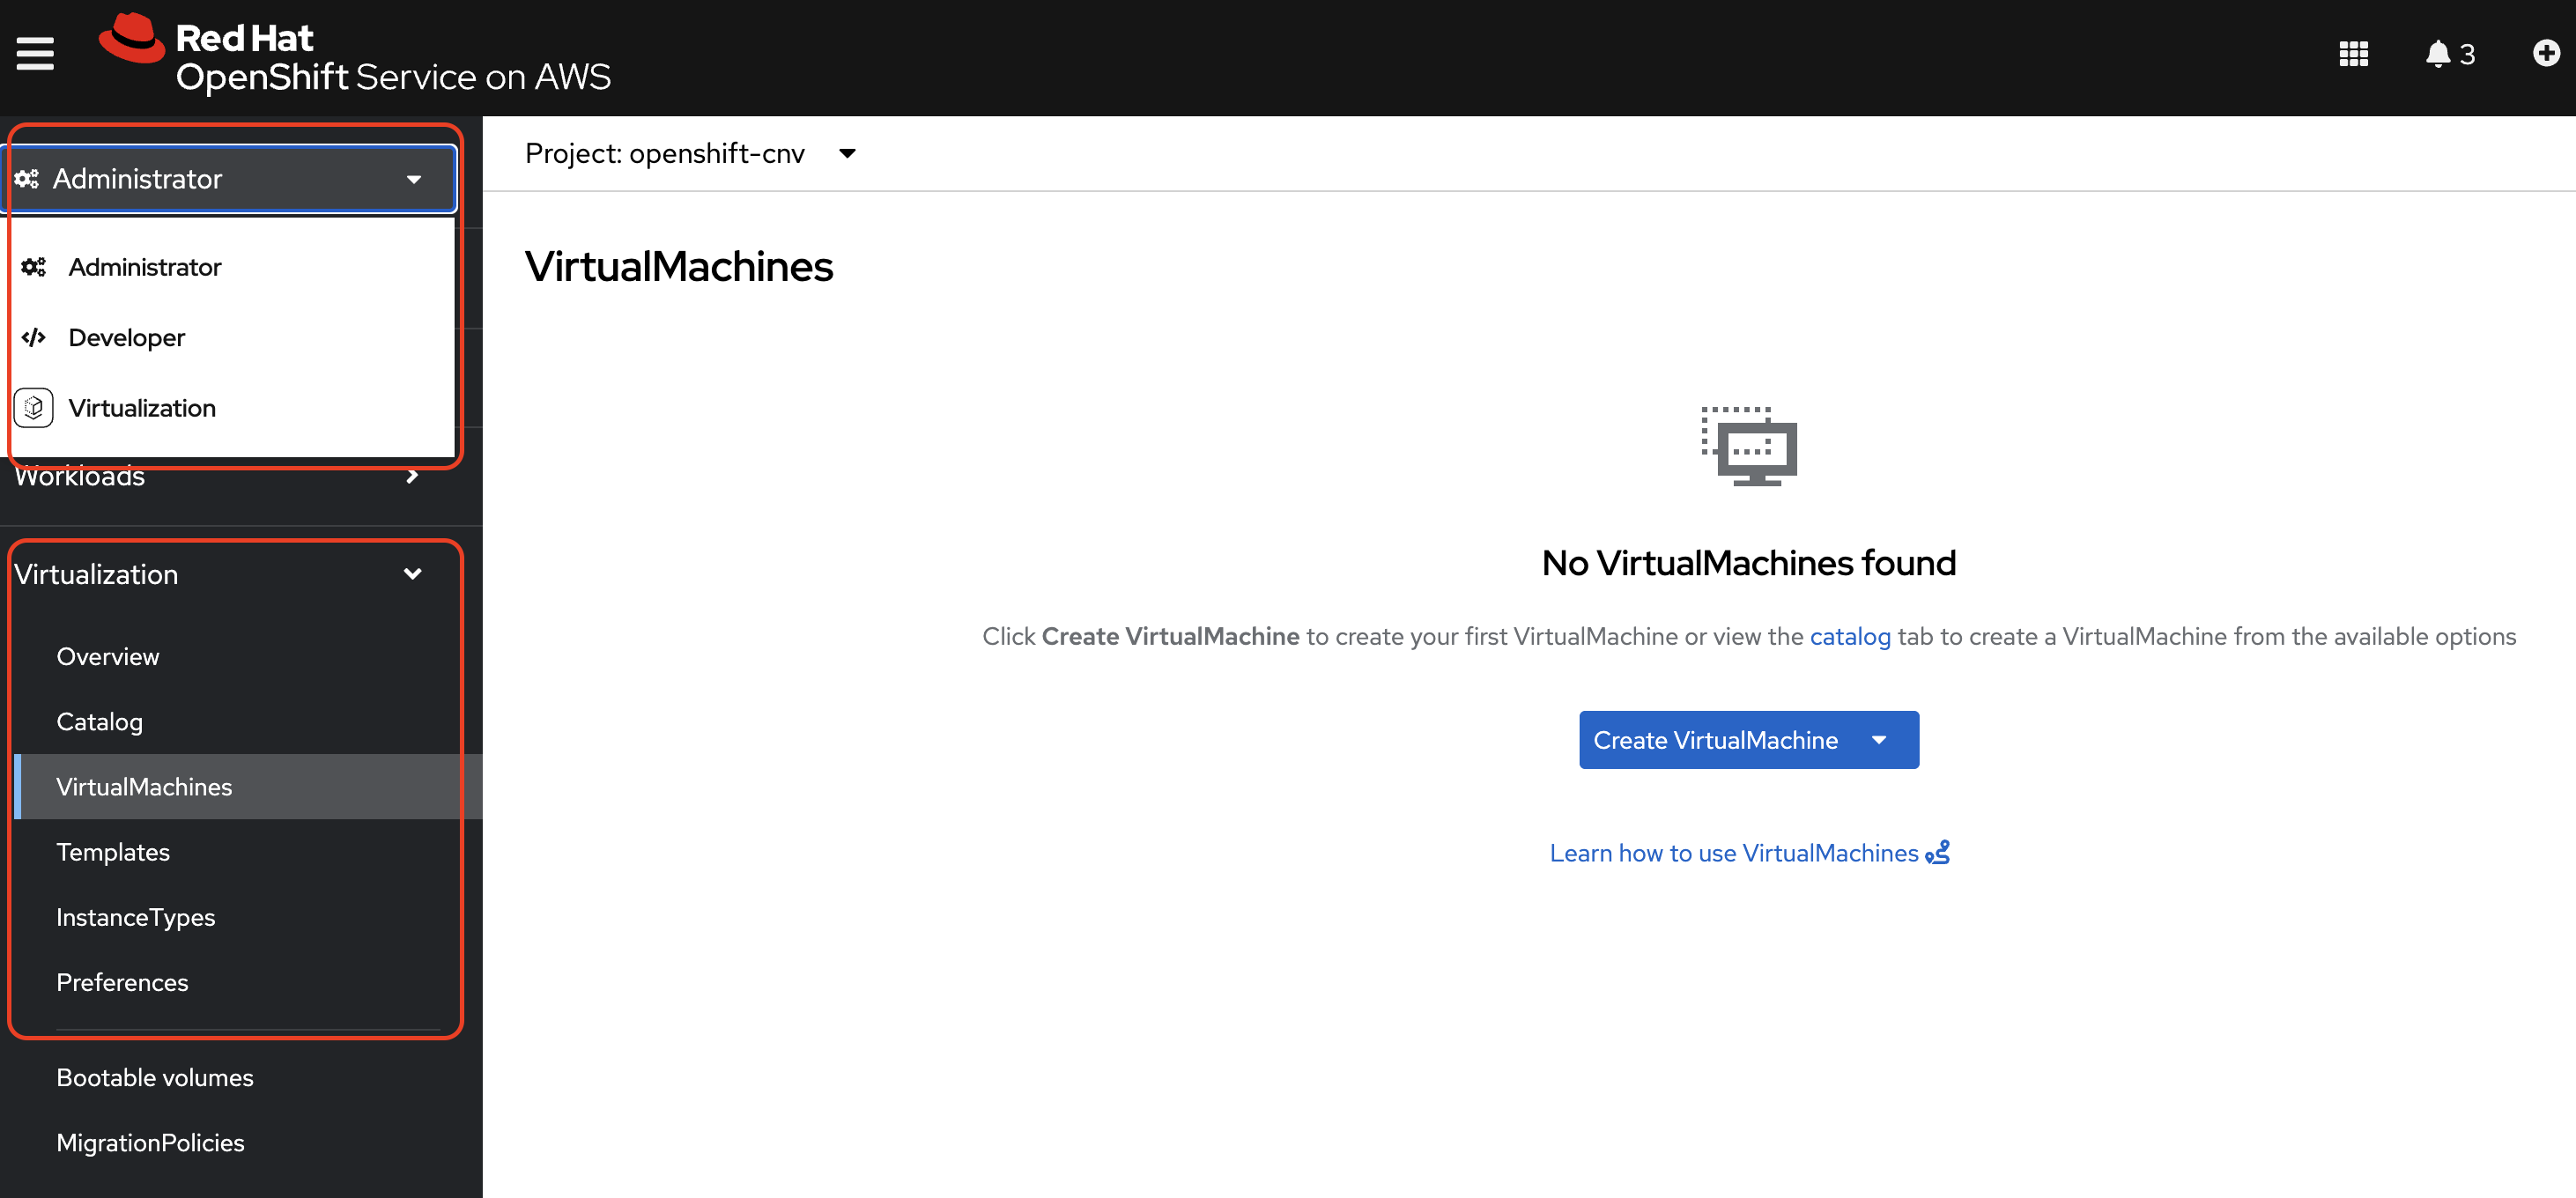 Red Hat
OpenShift Service on AWS
3
Administrator
Administrator
Developer
Virtualization
Workloads
Virtualization
Overview
Catalog
VirtualMachines
Templates
InstanceTypes
Preferences
Bootable volumes
MigrationPolicies
Project: openshift-cnv
VirtualMachines
No VirtualMachines found
Click Create VirtualMachine to create your first VirtualMachine or view the catalog tab to create a VirtualMachine from the available options
Create VirtualMachine
Learn how to use VirtualMachines